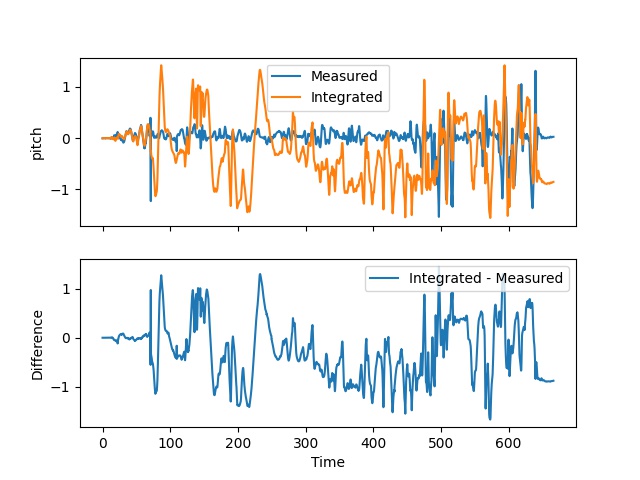 pitch
1
0
−1
Measured
Integrated
Difference
1
0
−1
Integrated - Measured
0 100 200 300 400 500 600
Time